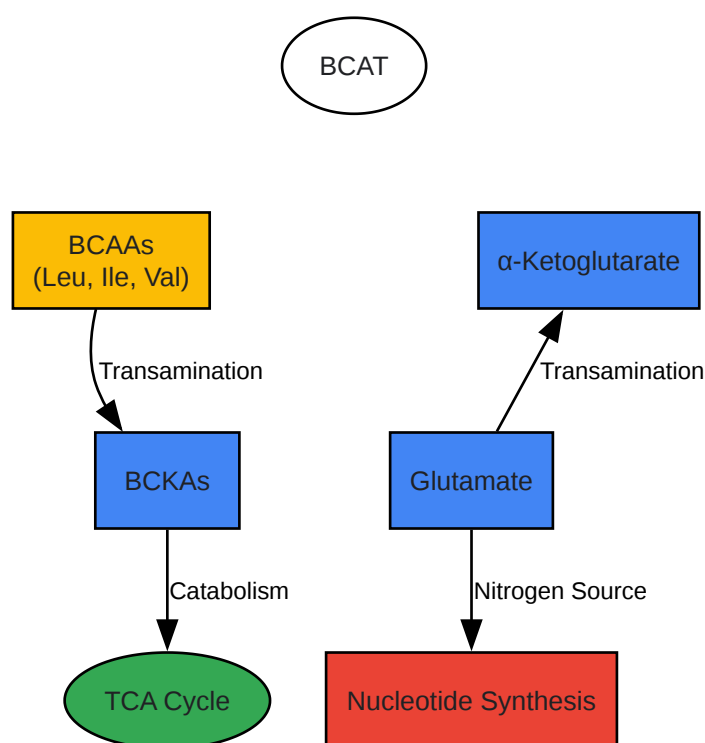 BCAT
BCAAs
(Leu, Ile, Val)
α-Ketoglutarate
Transamination
Transamination
BCKAs
Glutamate
Catabolism
Nitrogen Source
TCA Cycle
Nucleotide Synthesis